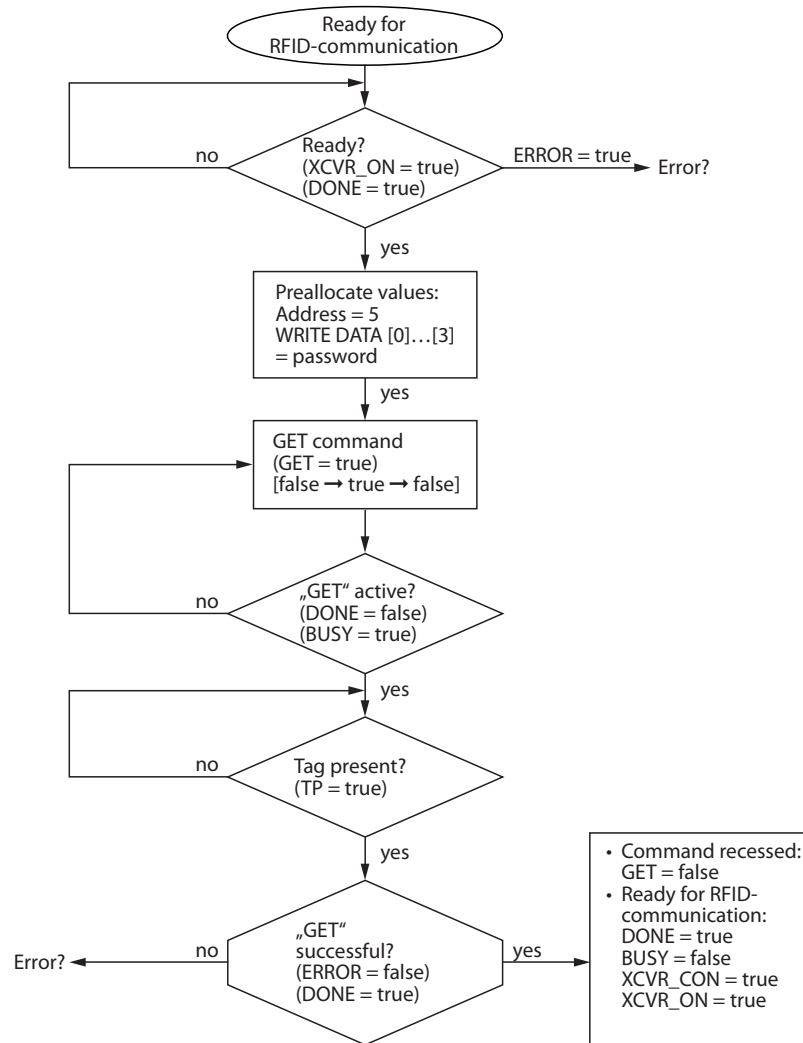 Ready for
RFID-communication
no
Ready?
(XCVR_ON = true)
(DONE = true)
ERROR = true
Error?
yes
Preallocate values:
Address = 5
WRITE DATA [0]…[3]
= password
yes
GET command
(GET = true)
[false ➞ true ➞ false]
no
„GET“ active?
(DONE = false)
(BUSY = true)
yes
no
Tag present?
(TP = true)
yes
Error?
no
„GET“
successful?
(ERROR = false)
(DONE = true)
yes
• Command recessed:
GET = false
• Ready for RFID-
communication:
DONE = true
BUSY = false
XCVR_CON = true
XCVR_ON = true